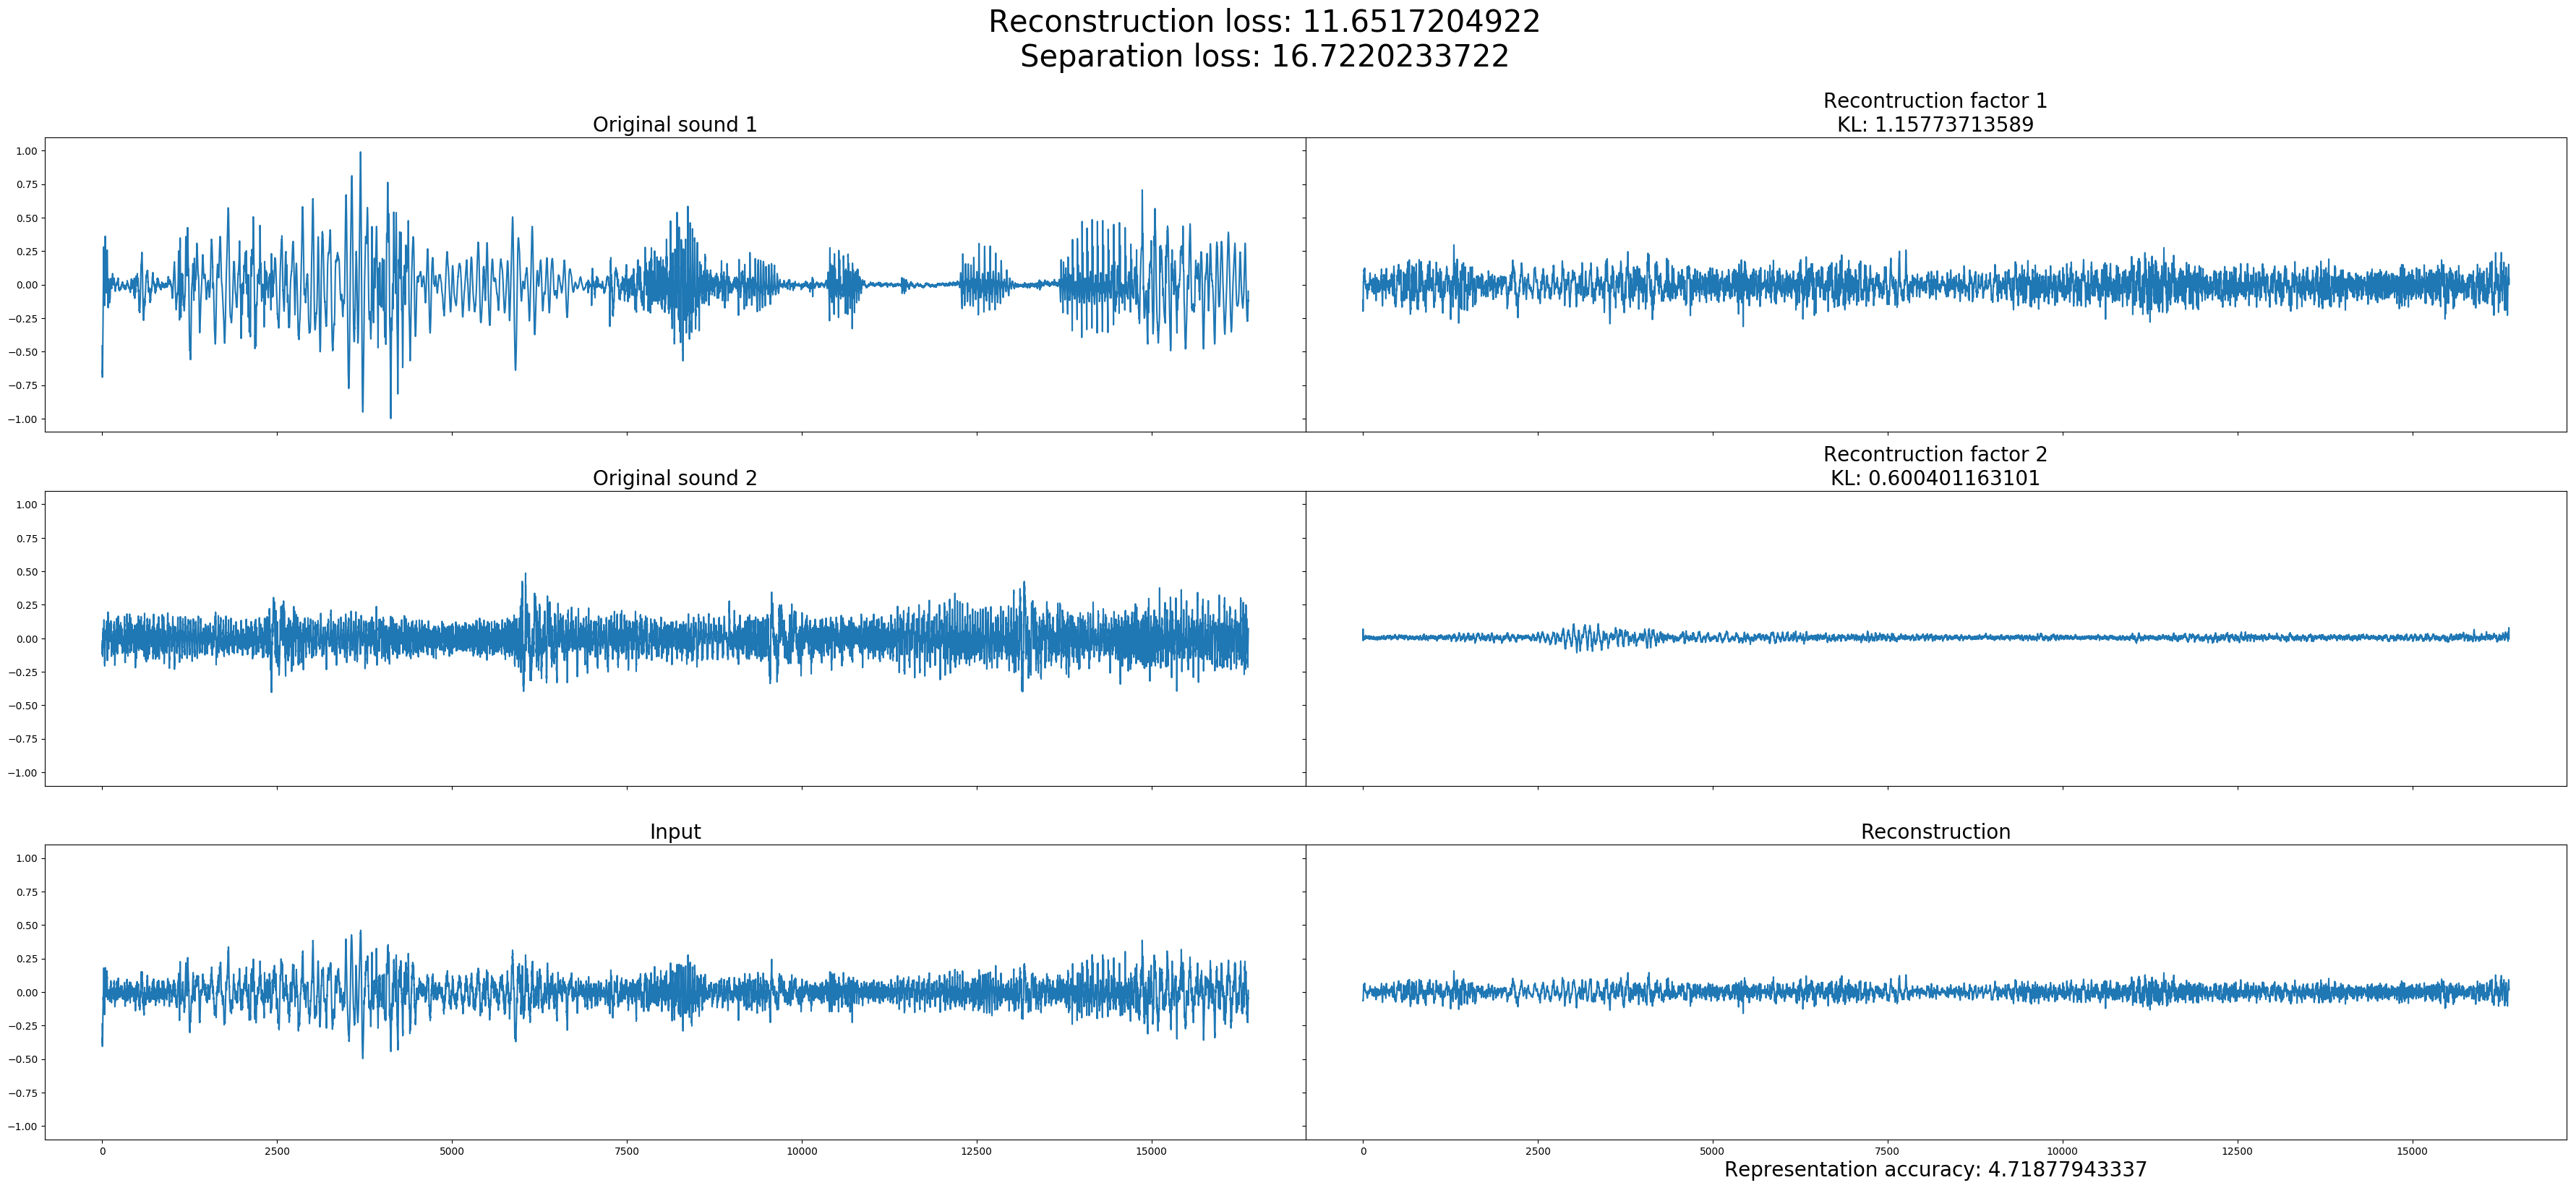 Reconstruction loss: 11.6517204922
Separation loss: 16.7220233722
Original sound 1
Recontruction factor 1
KL: 1.15773713589
1.00
0.75
0.50
0.25
0.00
−0.25
−0.50
−0.75
−1.00
Original sound 2
Recontruction factor 2
KL: 0.600401163101
1.00
0.75
0.50
0.25
0.00
−0.25
−0.50
−0.75
−1.00
Input
Reconstruction
1.00
0.75
0.50
0.25
0.00
−0.25
−0.50
−0.75
−1.00
0 2500 5000 7500 10000 12500 15000
0 2500 5000 7500 10000 12500 15000
Representation accuracy: 4.71877943337